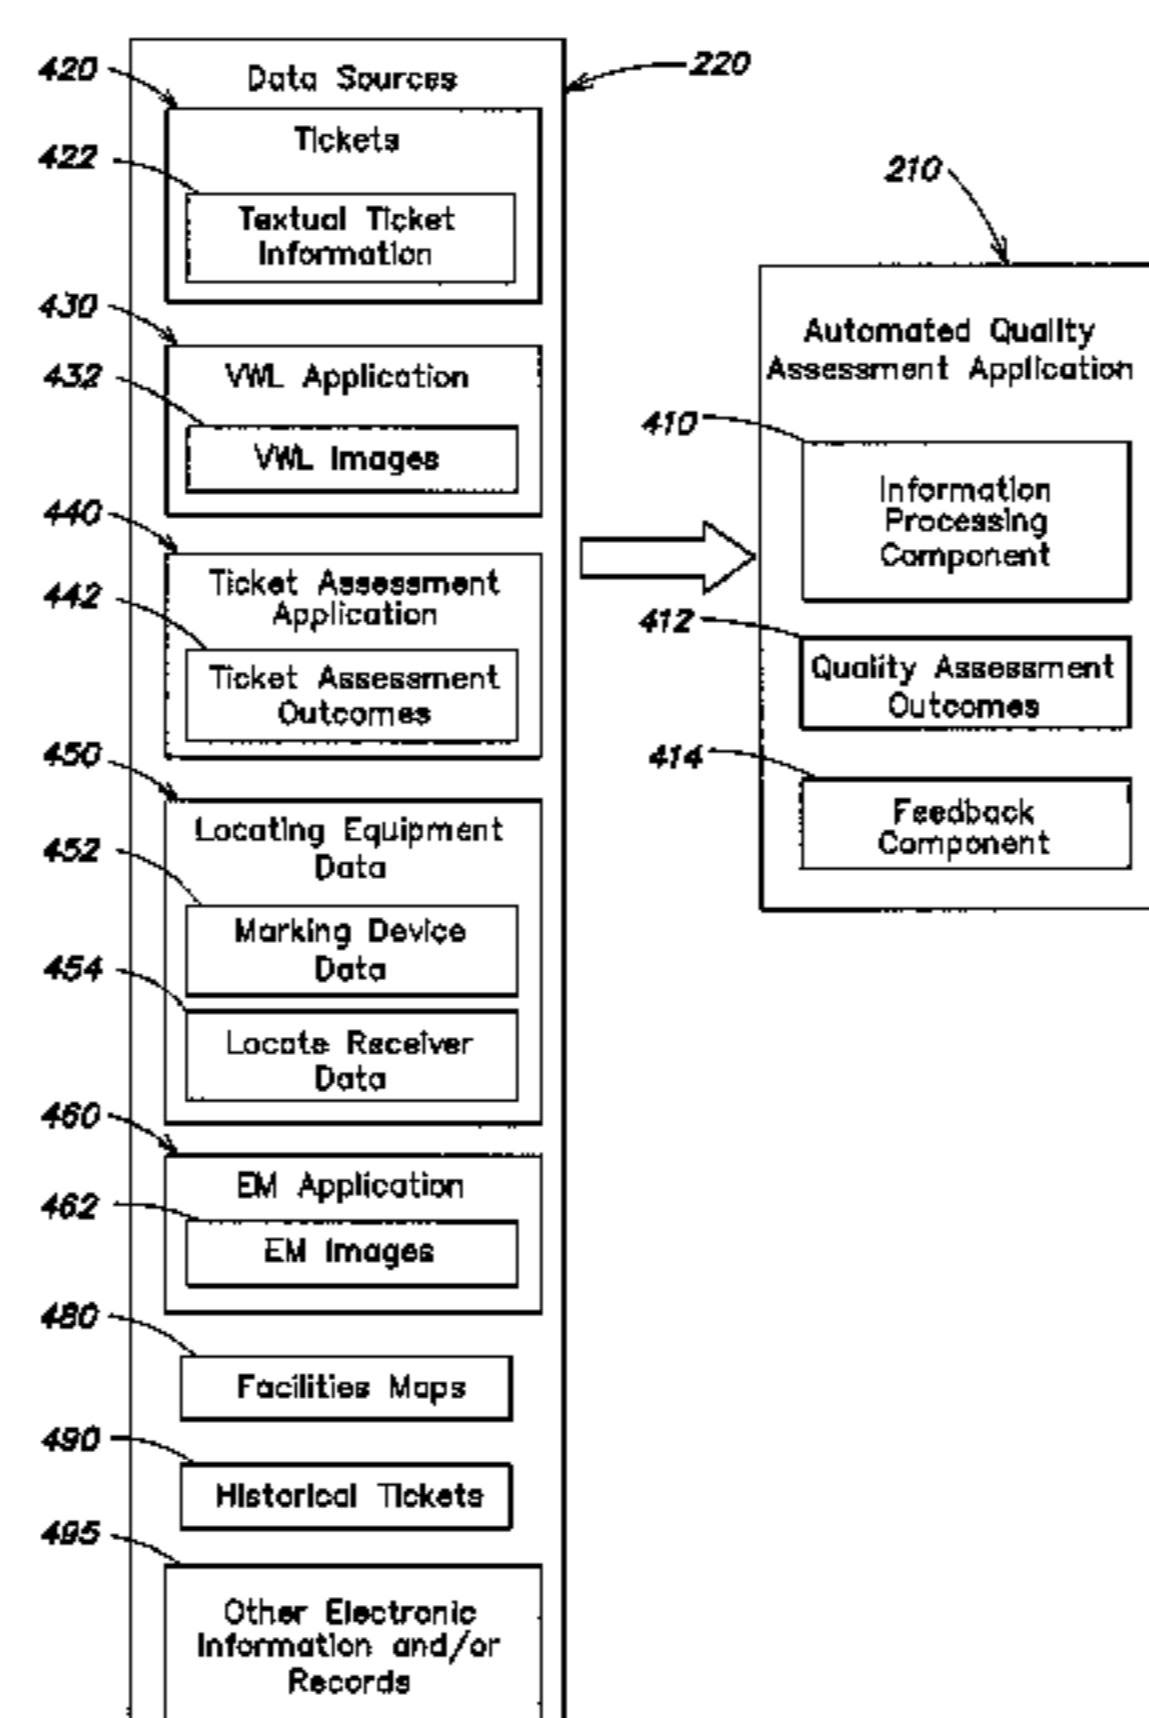 420
Data Sources
220
Tickets
422
Textual Ticket
Information
430
VWL Application
432
VWL Images
440
Ticket Assessment
Application
442
Ticket Assessment
Outcomes
450
Locating Equipment
Data
452
Marking Device
Data
454
Locate Receiver
Data
460
EM Application
462
EM Images
480
Facilities Maps
490
Historical Tickets
495
Other Electronic
Information and/or
Records
210
Automated Quality
Assessment Application
410
Information
Processing
Component
412
Quality Assessment
Outcomes
414
Feedback
Component